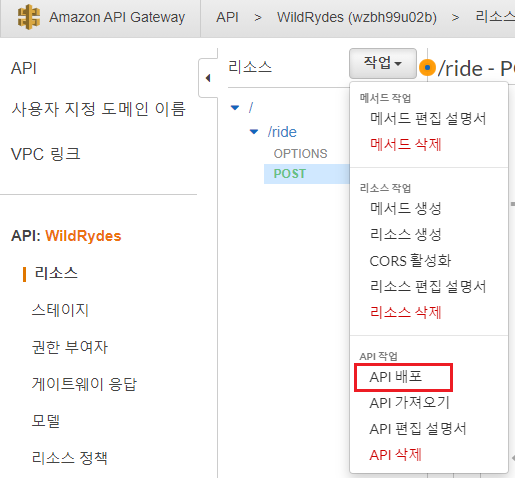 Amazon API Gateway
API > WildRydes (wzbh99u02b) > 리소스
API
사용자 지정 도메인 이름
VPC 링크
API: WildRydes
리소스
스테이지
권한 부여자
게이트웨이 응답
모델
리소스 정책
리소스
/
/ride
OPTIONS
POST
작업
/ride - PO
메서드 작업
메서드 편집 설명서
메서드 삭제
리소스 작업
메서드 생성
리소스 생성
CORS 활성화
리소스 편집 설명서
리소스 삭제
API 작업
API 배포
API 가져오기
API 편집 설명서
API 삭제